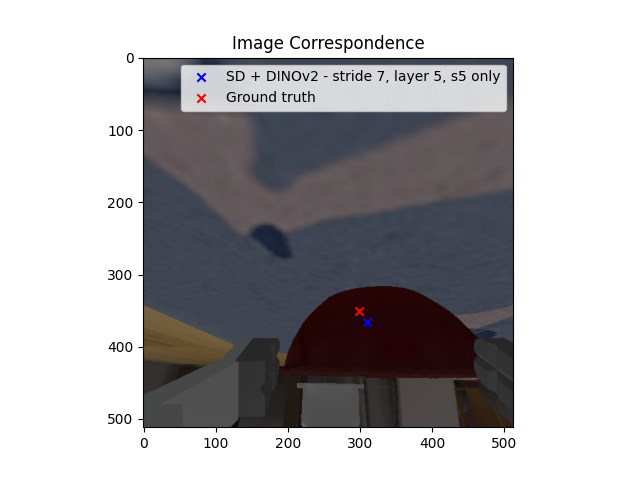 Image Correspondence
SD + DINOv2 - stride 7, layer 5, s5 only
Ground truth
0
100
200
300
400
500
0 100 200 300 400 500